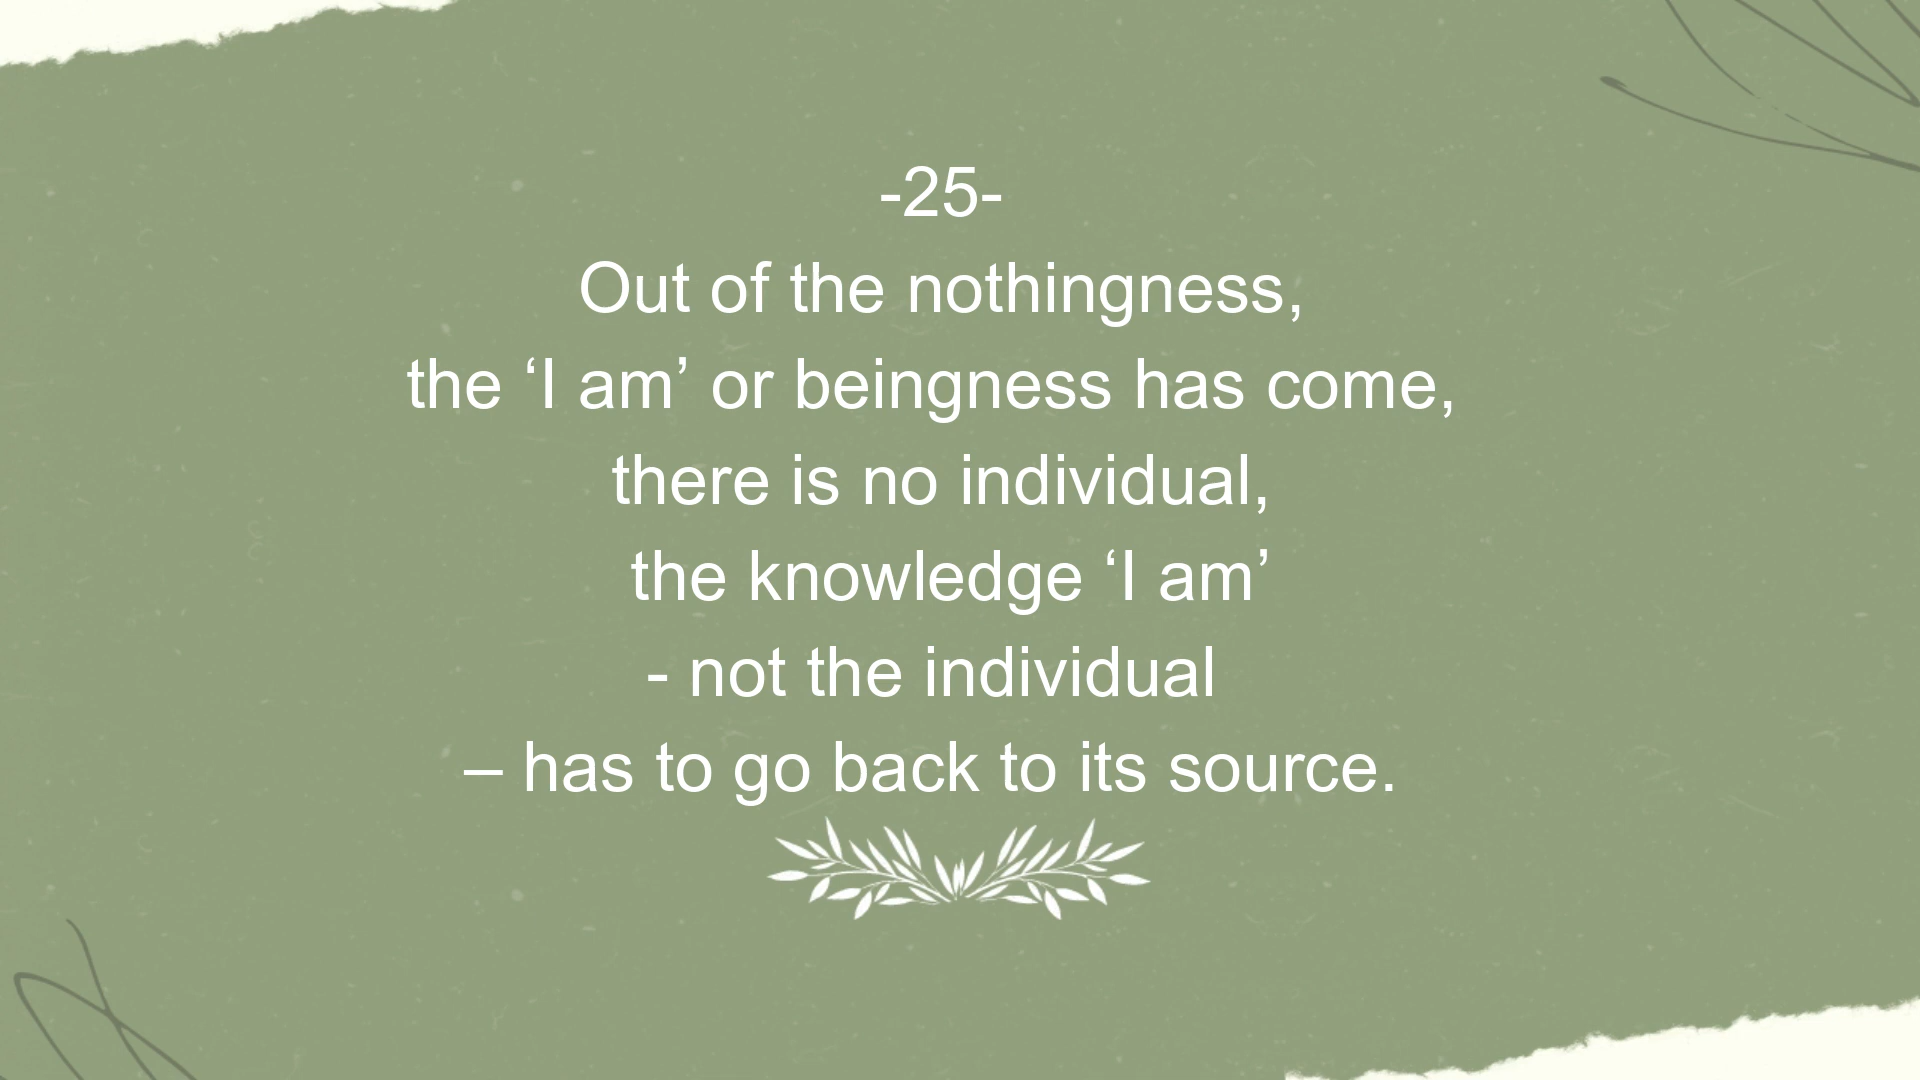 -25-
Out of the nothingness,
the ‘I am’ or beingness has come,
there is no individual,
the knowledge ‘I am’
- not the individual
– has to go back to its source.